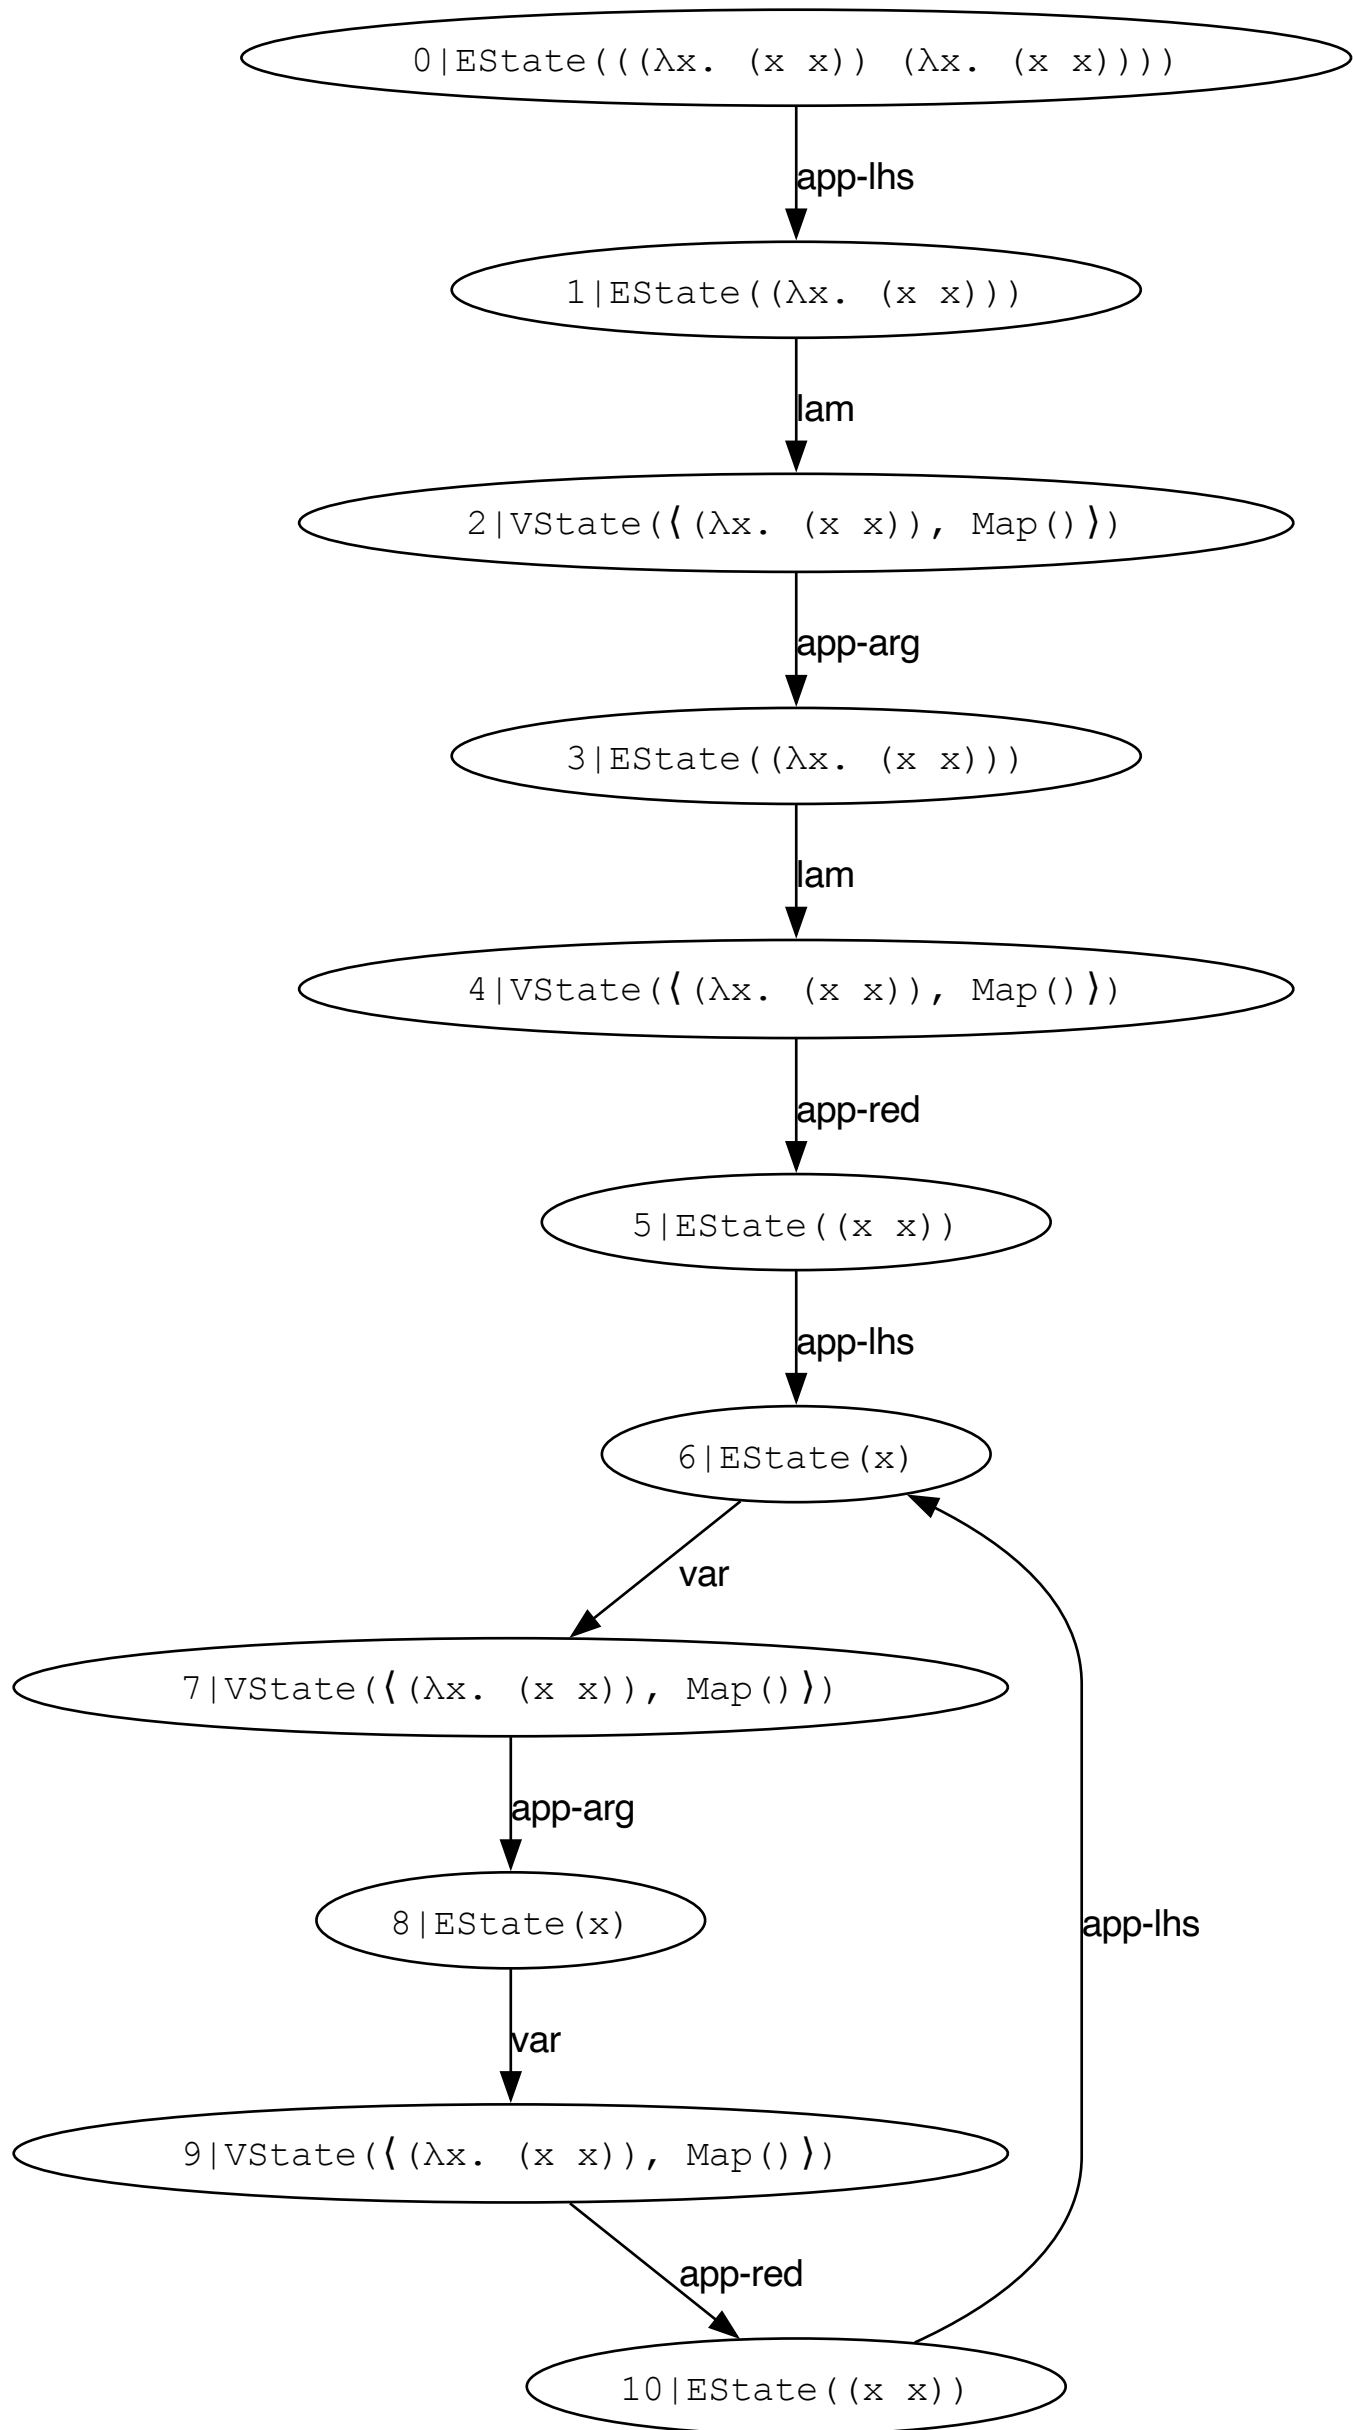 0|EState(((λx. (x x)) (λx. (x x))))
app-lhs
1|EState((λx. (x x)))
lam
2|VState(⟨(λx. (x x)), Map()⟩)
app-arg
3|EState((λx. (x x)))
lam
4|VState(⟨(λx. (x x)), Map()⟩)
app-red
5|EState((x x))
app-lhs
6|EState(x)
var
7|VState(⟨(λx. (x x)), Map()⟩)
app-arg
8|EState(x)
app-lhs
var
9|VState(⟨(λx. (x x)), Map()⟩)
app-red
10|EState((x x))